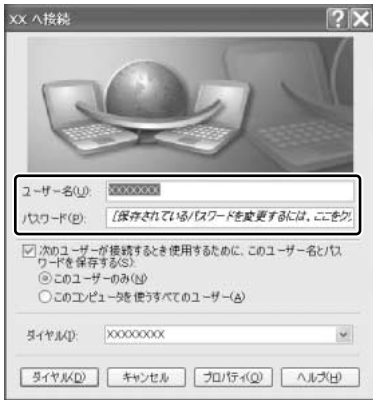 XX へ接続
ユーザー名(U):
XXXXXXX
パスワード(P):
[保存されているパスワードを変更するには、ここをクリ
次のユーザーが接続するとき使用するために、このユーザー名とパス
ワードを保存する(S):
このユーザーのみ(N)
このコンピュータを使うすべてのユーザー(A)
ダイヤル(I):
XXXXXXXX
ダイヤル(D)
キャンセル
プロパティ(O)
ヘルプ(H)